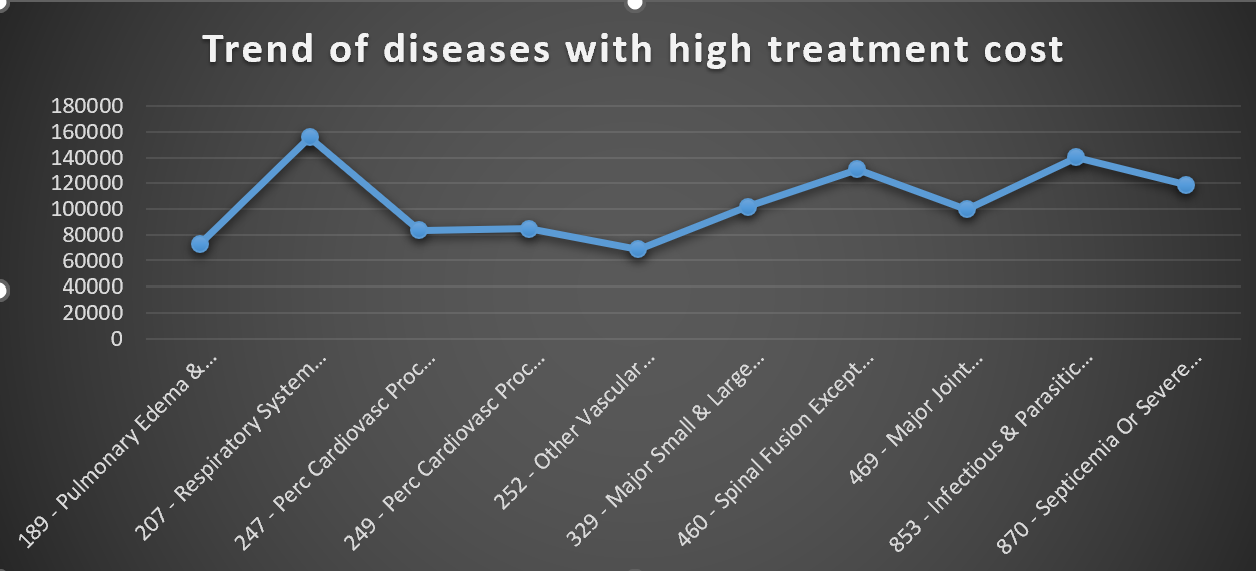 Trend of diseases with high treatment cost
180000
160000
140000
120000
100000
80000
60000
40000
20000
0
189 - Pulmonary Edema &...
207 - Respiratory System...
247 - Perc Cardiovasc Proc...
249 - Perc Cardiovasc Proc...
252 - Other Vascular...
329 - Major Small & Large...
460 - Spinal Fusion Except...
469 - Major Joint...
853 - Infectious & Parasitic...
870 - Septicemia Or Severe...